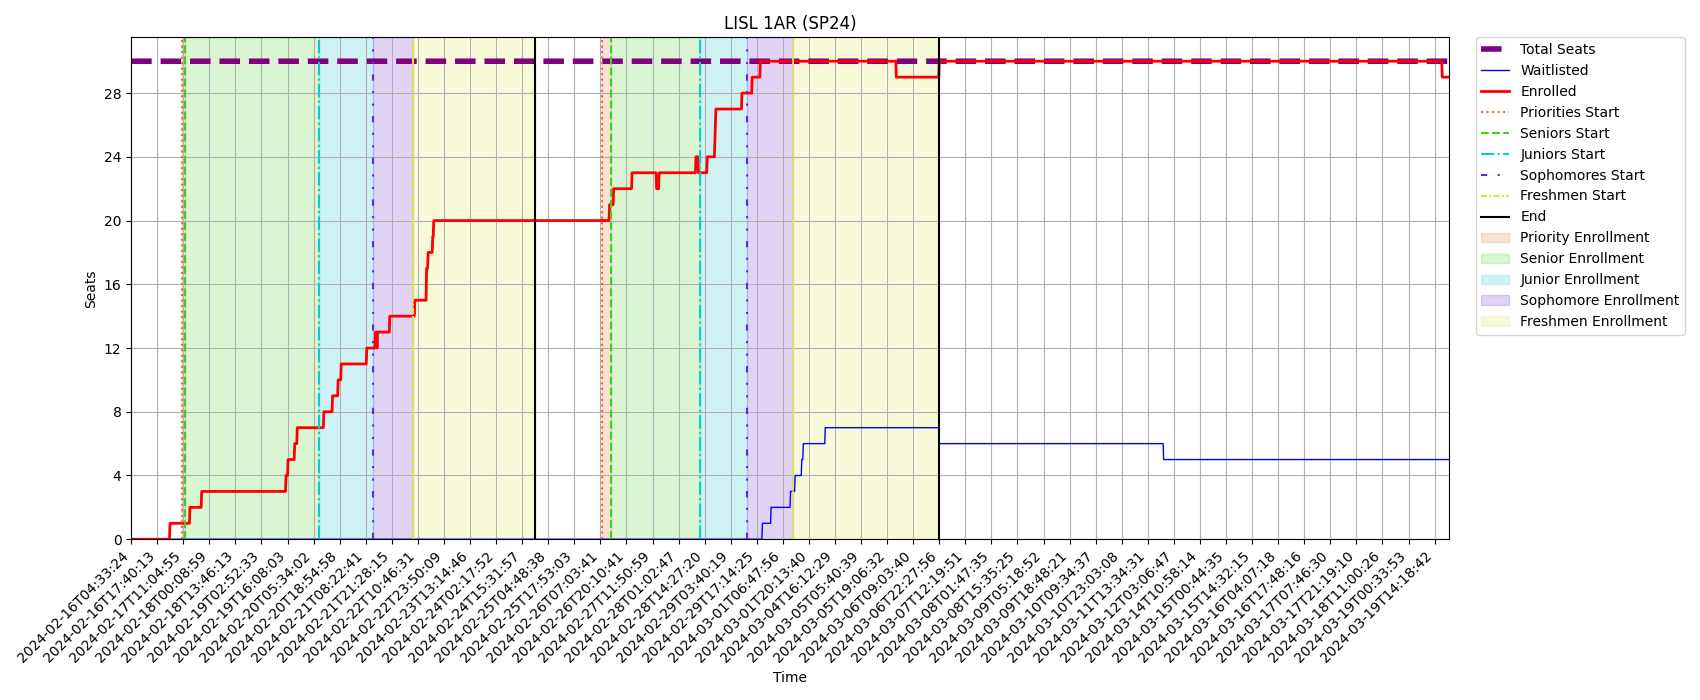 LISL 1AR (SP24)
Total Seats
Waitlisted
Enrolled
Priorities Start
Seniors Start
Juniors Start
Sophomores Start
Freshmen Start
End
Priority Enrollment
Senior Enrollment
Junior Enrollment
Sophomore Enrollment
Freshmen Enrollment
Seats
28
24
20
16
12
8
4
0
2024-02-16T04:33:24
2024-02-16T17:40:13
2024-02-17T11:04:55
2024-02-18T00:08:59
2024-02-18T13:46:13
2024-02-19T02:52:33
2024-02-19T16:08:03
2024-02-20T05:34:02
2024-02-20T18:54:58
2024-02-21T08:22:41
2024-02-21T21:28:15
2024-02-22T10:46:31
2024-02-22T23:50:09
2024-02-23T13:14:46
2024-02-24T02:17:52
2024-02-24T15:31:57
2024-02-25T04:48:38
2024-02-25T17:53:03
2024-02-26T07:03:41
2024-02-26T20:10:41
2024-02-27T11:50:59
2024-02-28T01:02:47
2024-02-28T14:27:20
2024-02-29T03:40:19
2024-02-29T17:14:25
2024-03-01T06:47:56
2024-03-01T20:13:40
2024-03-04T16:12:29
2024-03-05T05:40:39
2024-03-05T19:06:32
2024-03-06T09:03:40
2024-03-06T22:27:56
2024-03-07T12:19:51
2024-03-08T01:47:35
2024-03-08T15:35:25
2024-03-09T05:18:52
2024-03-09T18:48:21
2024-03-10T09:34:37
2024-03-10T23:03:08
2024-03-11T13:34:31
2024-03-12T03:06:47
2024-03-14T10:58:14
2024-03-15T00:44:35
2024-03-15T14:32:15
2024-03-16T04:07:18
2024-03-16T17:48:16
2024-03-17T07:46:30
2024-03-17T21:19:10
2024-03-18T11:00:26
2024-03-19T00:33:53
2024-03-19T14:18:42
Time